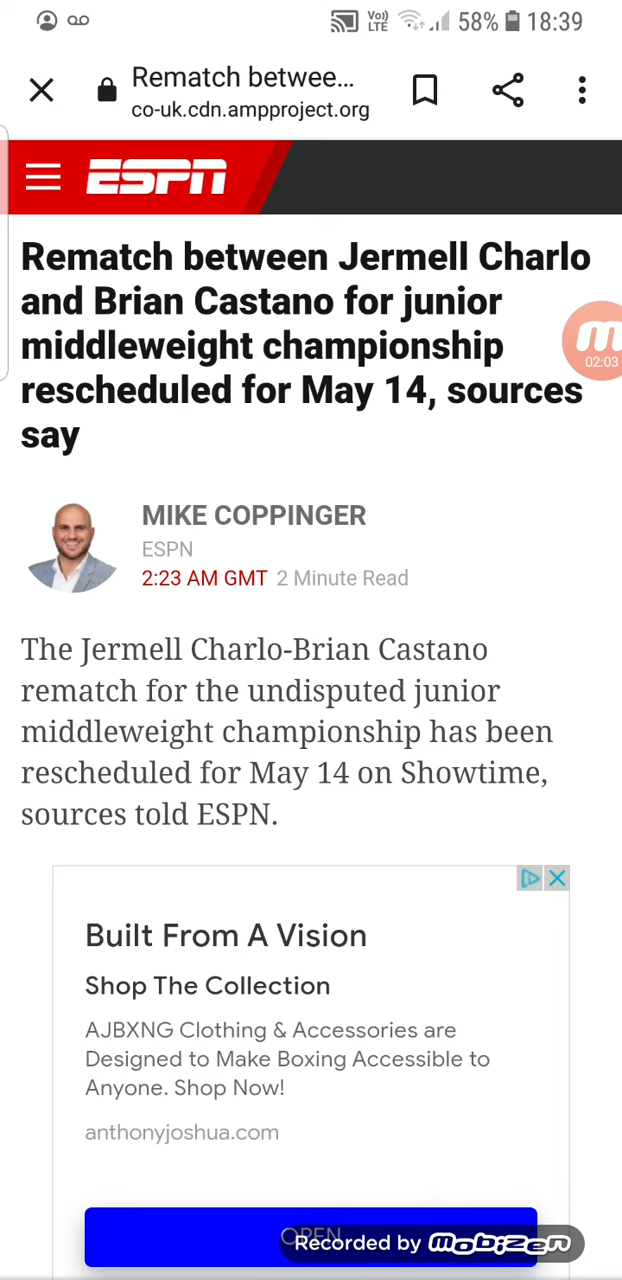 Vo))
LTE
58%
18:39
Rematch betwee...
co-uk.cdn.ampproject.org
ESPN
Rematch between Jermell Charlo
and Brian Castano for junior
middleweight championship
rescheduled for May 14, sources
say
m
02:03
MIKE COPPINGER
ESPN
2:23 AM GMT 2 Minute Read
The Jermell Charlo-Brian Castano
rematch for the undisputed junior
middleweight championship has been
rescheduled for May 14 on Showtime,
sources told ESPN.
Built From A Vision
Shop The Collection
AJBXNG Clothing & Accessories are
Designed to Make Boxing Accessible to
Anyone. Shop Now!
anthonyjoshua.com
OPEN
Recorded by mobizen